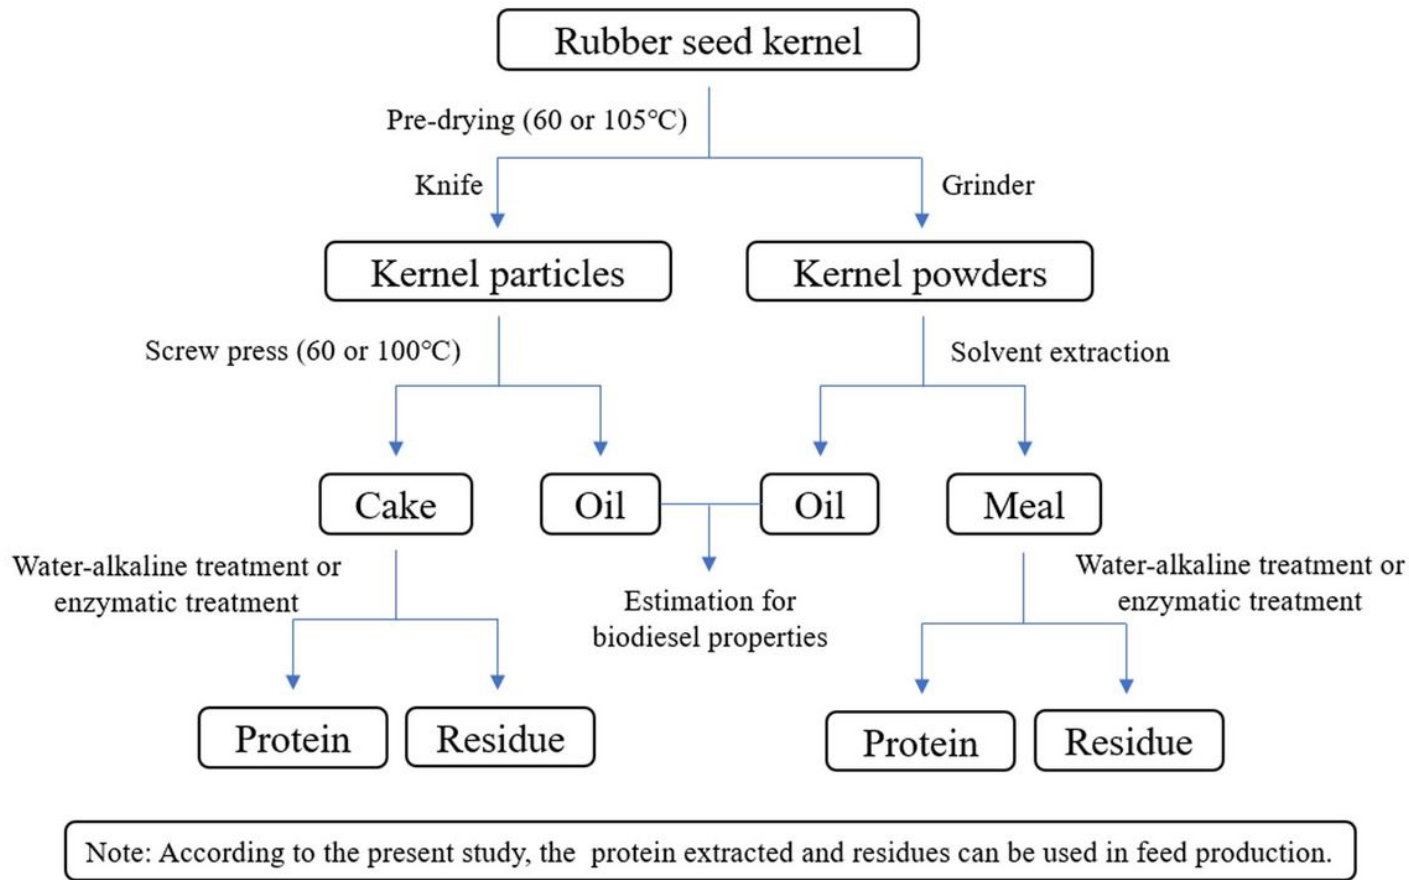 Rubber seed kernel
Pre-drying (60 or 105℃)
Knife
Grinder
Kernel particles
Kernel powders
Screw press (60 or 100℃)
Solvent extraction
Cake
Oil
Oil
Meal
Water-alkaline treatment or
enzymatic treatment
Estimation for
biodiesel properties
Water-alkaline treatment or
enzymatic treatment
Protein
Residue
Protein
Residue
Note: According to the present study, the protein extracted and residues can be used in feed production.